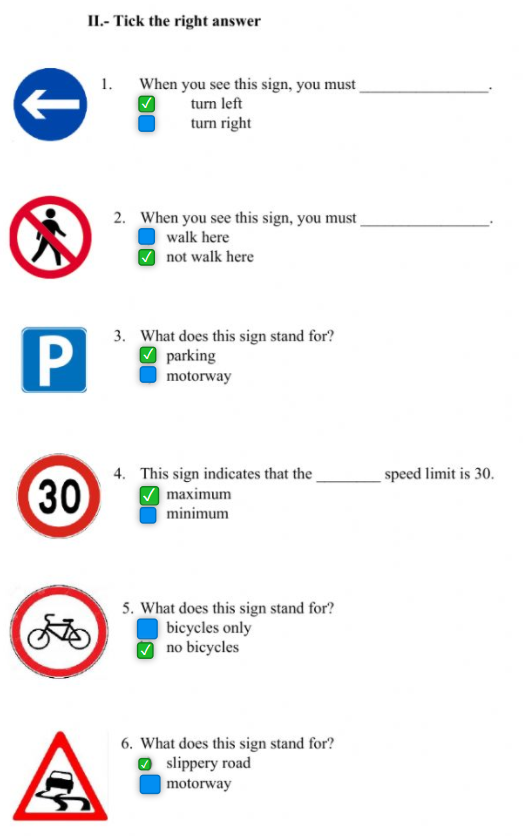 II.- Tick the right answer
1. When you see this sign, you must ________________.
turn left
turn right
2. When you see this sign, you must ________________.
walk here
not walk here
P
3. What does this sign stand for?
parking
motorway
30
4. This sign indicates that the ________ speed limit is 30.
maximum
minimum
5. What does this sign stand for?
bicycles only
no bicycles
6. What does this sign stand for?
slippery road
motorway